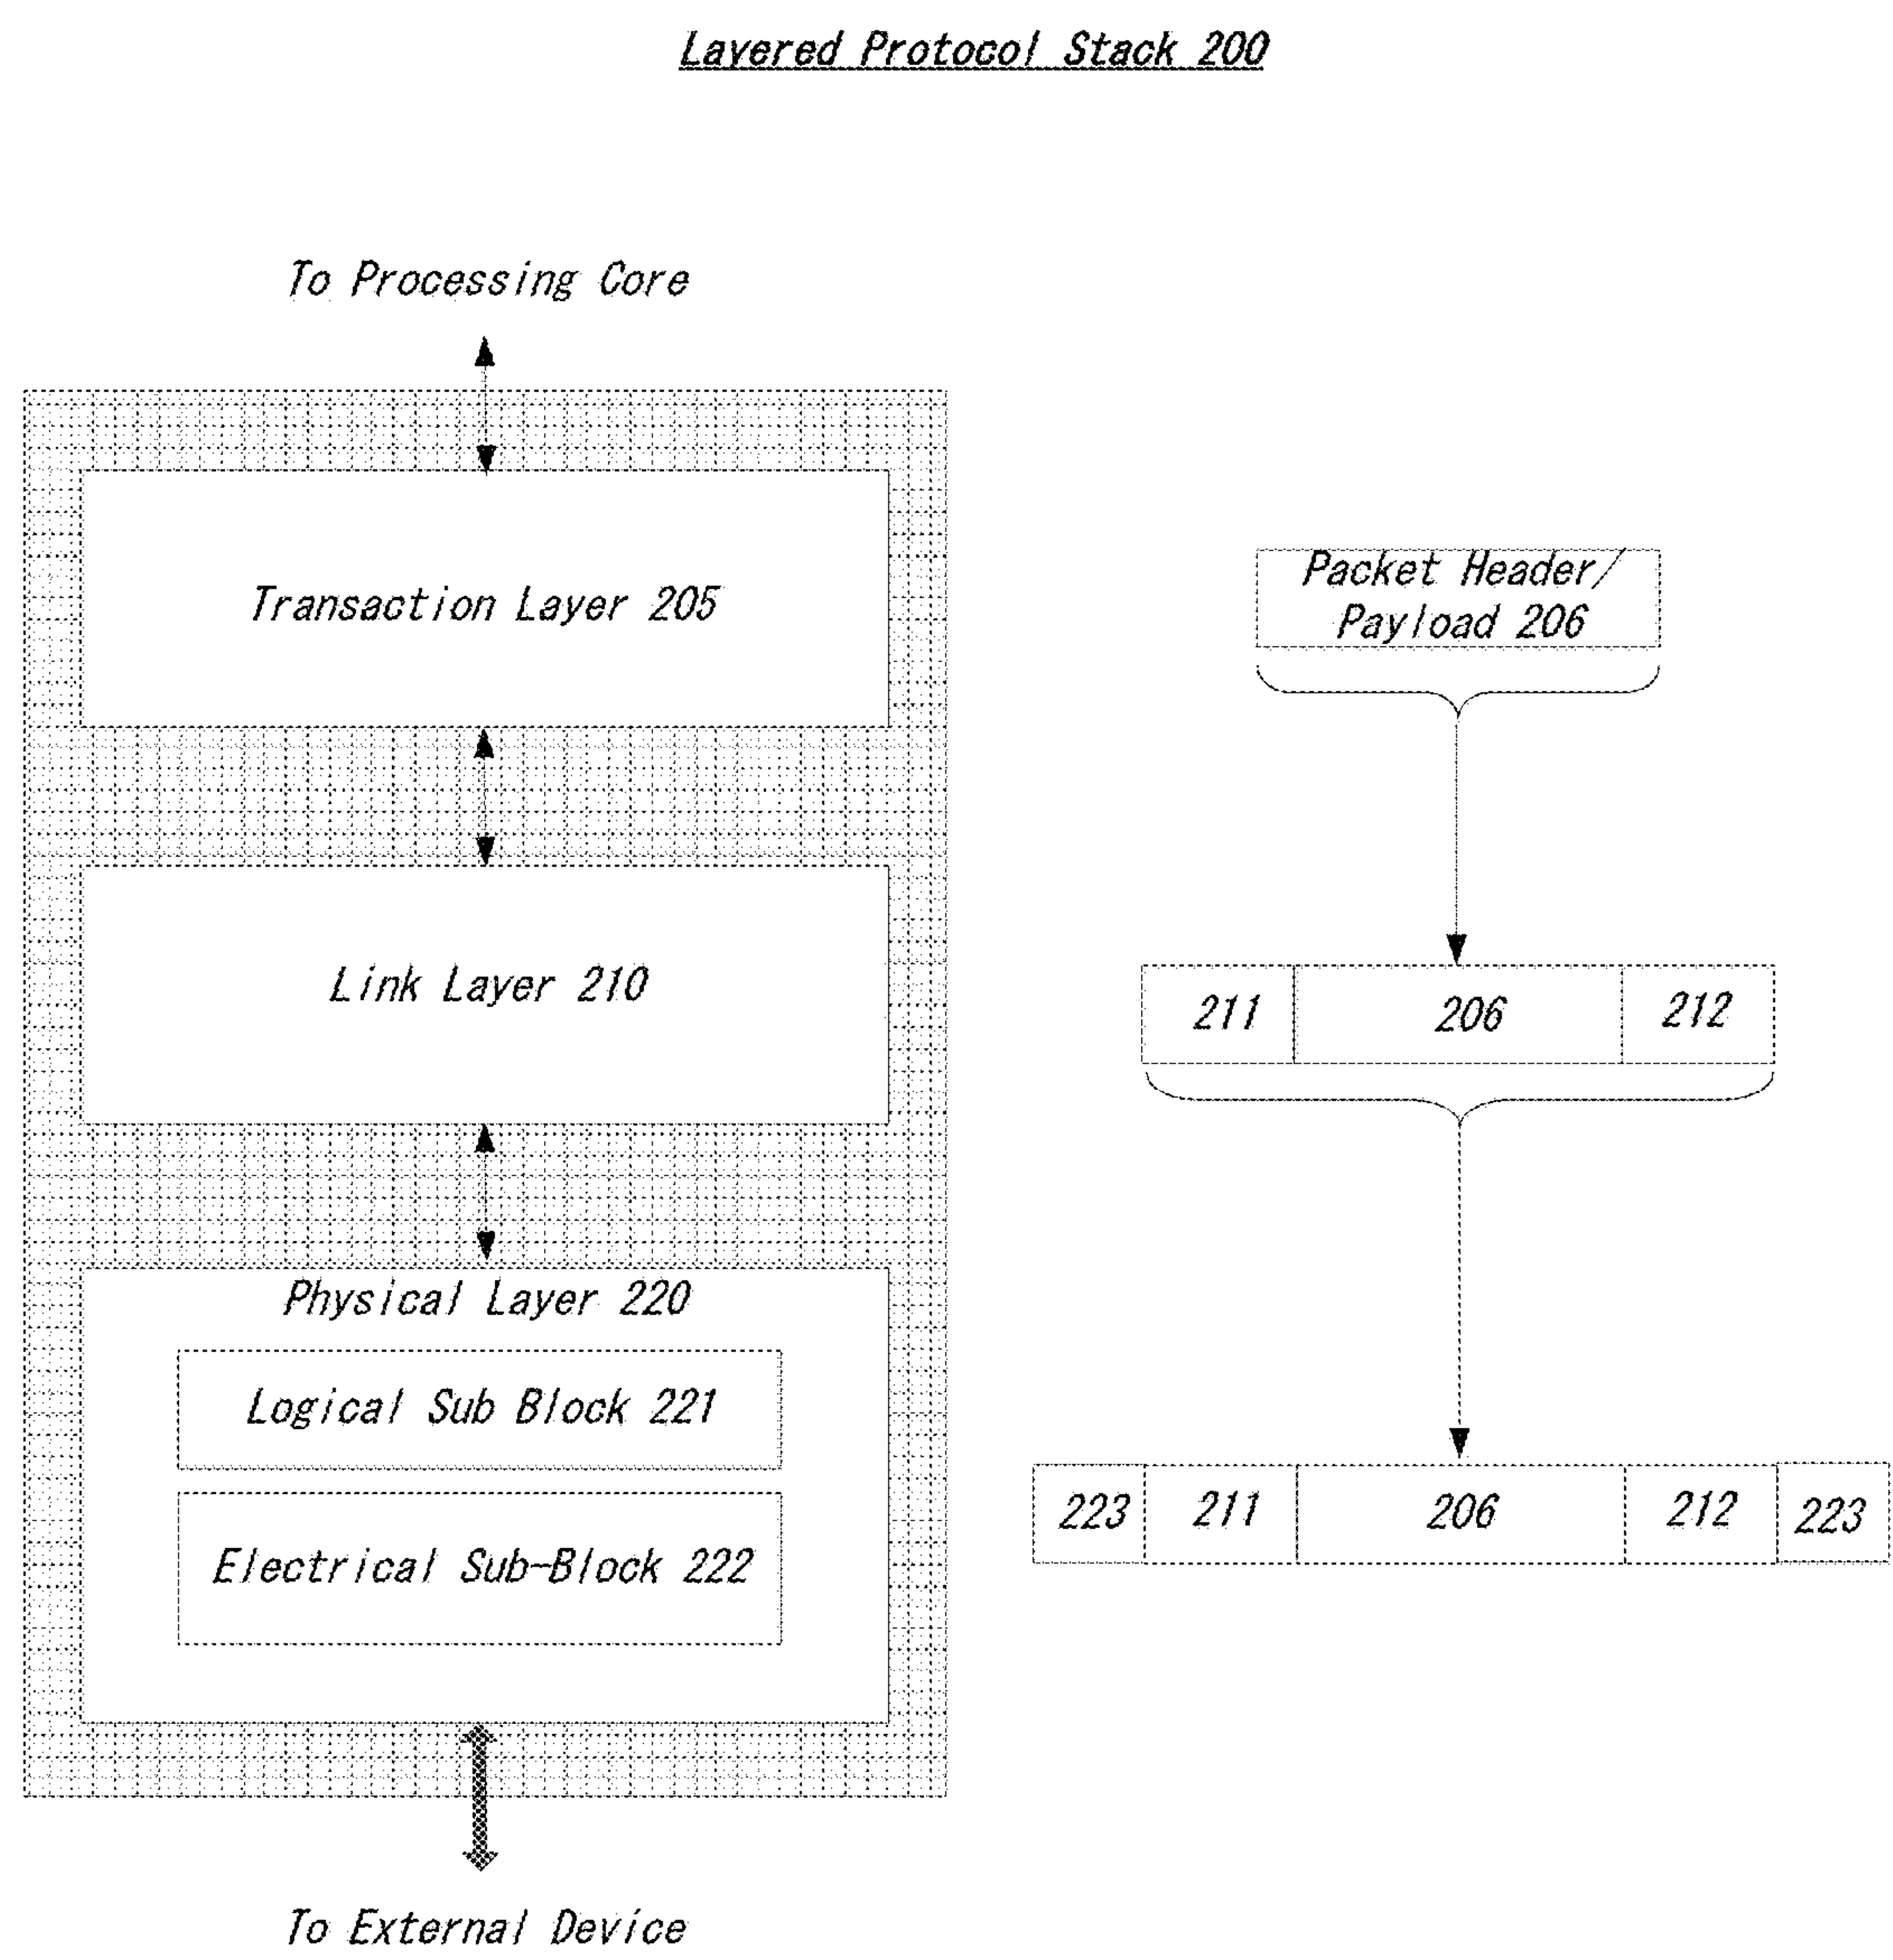 Layered Protocol Stack 200
To Processing Core
Transaction Layer 205
Packet Header/
Payload 206
Link Layer 210
211 206 212
Physical Layer 220
Logical Sub Block 221
Electrical Sub-Block 222
223 211 206 212 223
To External Device